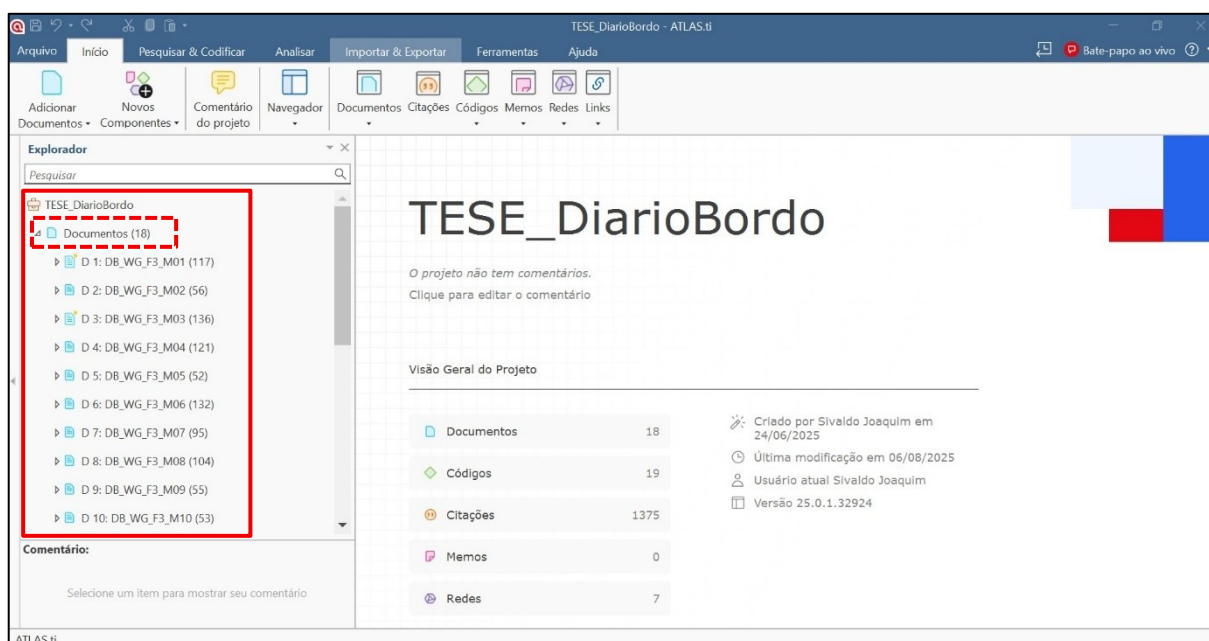 TESE_DiarioBordo - ATLAS.ti
Arquivo Início Pesquisar & Codificar Analisar Importar & Exportar Ferramentas Ajuda Bate-papo ao vivo
Adicionar Documentos
Novos Componentes
Comentário do projeto
Navegador
Documentos Citações Códigos Memos Redes Links
Explorador
Pesquisar
TESE_DiarioBordo
Documentos (18)
D 1: DB_WG_F3_M01 (117)
D 2: DB_WG_F3_M02 (56)
D 3: DB_WG_F3_M03 (136)
D 4: DB_WG_F3_M04 (121)
D 5: DB_WG_F3_M05 (52)
D 6: DB_WG_F3_M06 (132)
D 7: DB_WG_F3_M07 (95)
D 8: DB_WG_F3_M08 (104)
D 9: DB_WG_F3_M09 (55)
D 10: DB_WG_F3_M10 (53)
Comentário:
Selecione um item para mostrar seu comentário
TESE_DiarioBordo
O projeto não tem comentários.
Clique para editar o comentário
Visão Geral do Projeto
Documentos 18
Códigos 19
Citações 1375
Memos 0
Redes 7
Criado por Sivaldo Joaquim em
24/06/2025
Última modificação em 06/08/2025
Usuário atual Sivaldo Joaquim
Versão 25.0.1.32924
ATLAS.ti